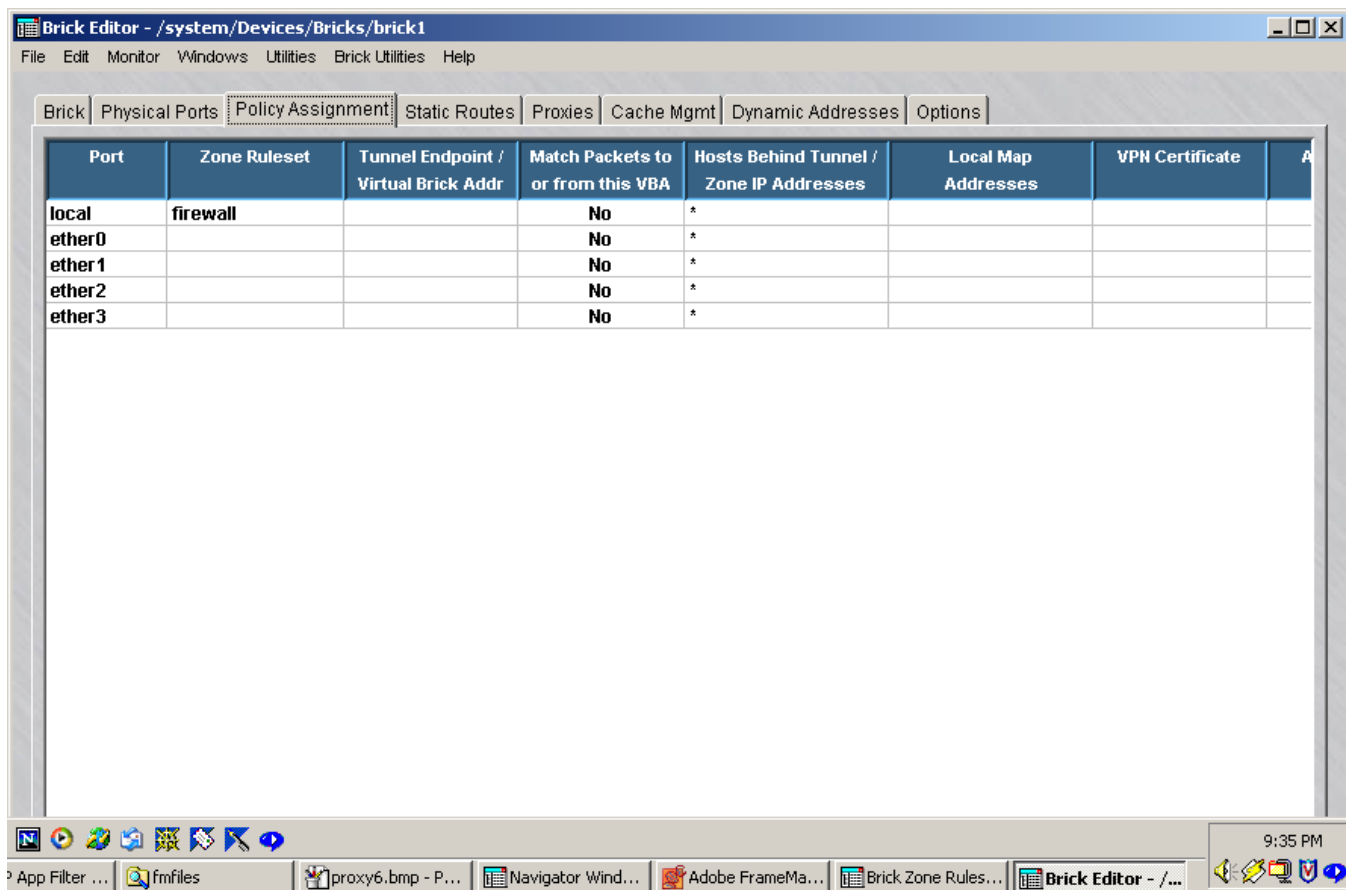 Brick Editor - /system/Devices/Bricks/brick1
File Edit Monitor Windows Utilities Brick Utilities Help
Brick Physical Ports Policy Assignment Static Routes Proxies Cache Mgmt Dynamic Addresses Options
Port Zone Ruleset Tunnel Endpoint / Match Packets to Hosts Behind Tunnel / Local Map VPN Certificate A
Virtual Brick Addr or from this VBA Zone IP Addresses Addresses
local firewall No *
ether0 No *
ether1 No *
ether2 No *
ether3 No *
N
9:35 PM
P App Filter ... fmfiles proxy6.bmp - P... Navigator Wind... Adobe FrameMa... Brick Zone Rules... Brick Editor - /...